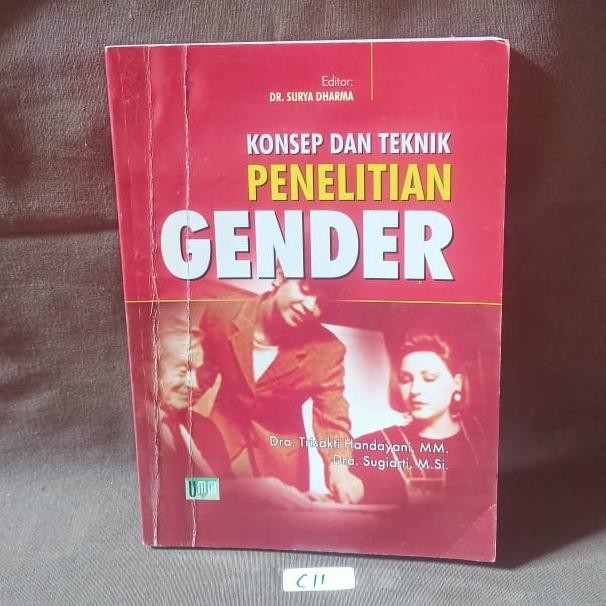 Editor:
DR. SURYA DHARMA
KONSEP DAN TEKNIK
PENELITIAN
GENDER
Dra. Trisakti Handayani, MM.
Dra. Sugiarti, M.Si.
UMM
C11